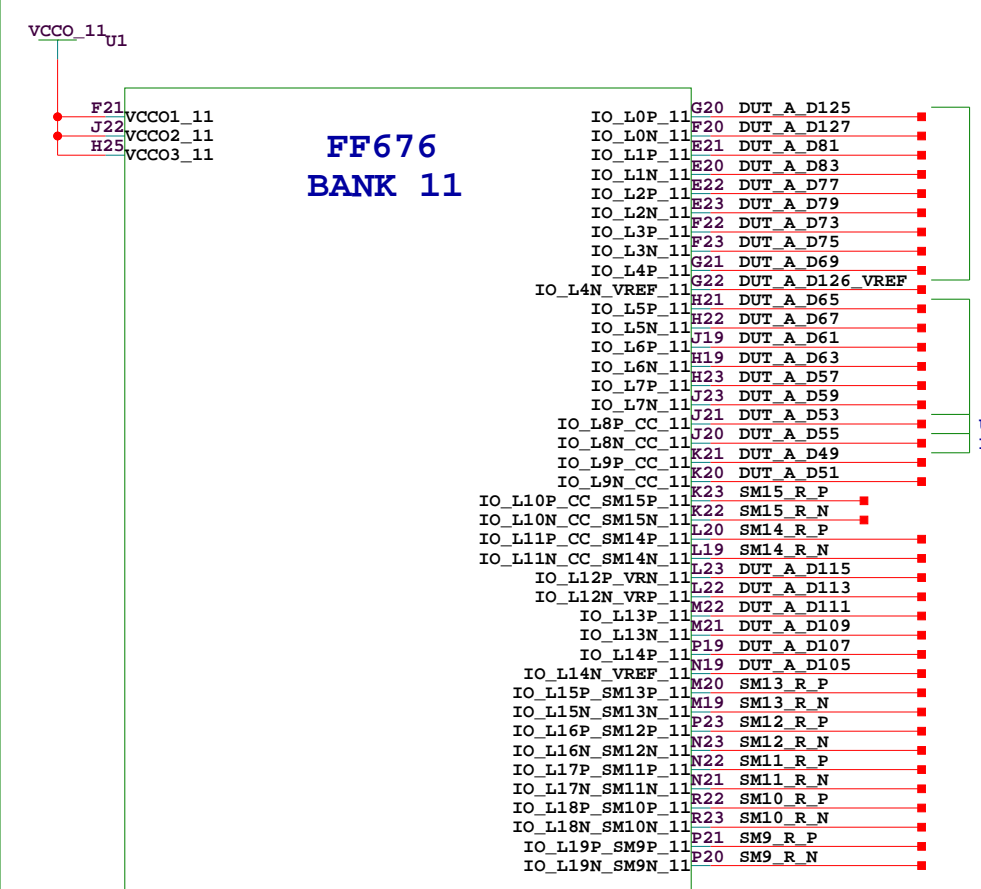 VCCO_11
U1
F21 VCCO1_11
J22 VCCO2_11
H25 VCCO3_11
FF676
BANK 11
IO_L0P_11 G20 DUT_A_D125
IO_L0N_11 F20 DUT_A_D127
IO_L1P_11 E21 DUT_A_D81
IO_L1N_11 E20 DUT_A_D83
IO_L2P_11 E22 DUT_A_D77
IO_L2N_11 E23 DUT_A_D79
IO_L3P_11 F22 DUT_A_D73
IO_L3N_11 F23 DUT_A_D75
IO_L4P_11 G21 DUT_A_D69
IO_L4N_VREF_11 G22 DUT_A_D126_VREF
IO_L5P_11 H21 DUT_A_D65
IO_L5N_11 H22 DUT_A_D67
IO_L6P_11 J19 DUT_A_D61
IO_L6N_11 H19 DUT_A_D63
IO_L7P_11 H23 DUT_A_D57
IO_L7N_11 J23 DUT_A_D59
IO_L8P_CC_11 J21 DUT_A_D53
IO_L8N_CC_11 J20 DUT_A_D55
IO_L9P_CC_11 K21 DUT_A_D49
IO_L9N_CC_11 K20 DUT_A_D51
IO_L10P_CC_SM15P_11 K23 SM15_R_P
IO_L10N_CC_SM15N_11 K22 SM15_R_N
IO_L11P_CC_SM14P_11 L20 SM14_R_P
IO_L11N_CC_SM14N_11 L19 SM14_R_N
IO_L12P_VRN_11 L23 DUT_A_D115
IO_L12N_VRP_11 L22 DUT_A_D113
IO_L13P_11 M22 DUT_A_D111
IO_L13N_11 M21 DUT_A_D109
IO_L14P_11 P19 DUT_A_D107
IO_L14N_VREF_11 N19 DUT_A_D105
IO_L15P_SM13P_11 M20 SM13_R_P
IO_L15N_SM13N_11 M19 SM13_R_N
IO_L16P_SM12P_11 P23 SM12_R_P
IO_L16N_SM12N_11 N23 SM12_R_N
IO_L17P_SM11P_11 N22 SM11_R_P
IO_L17N_SM11N_11 N21 SM11_R_N
IO_L18P_SM10P_11 R22 SM10_R_P
IO_L18N_SM10N_11 R23 SM10_R_N
IO_L19P_SM9P_11 P21 SM9_R_P
IO_L19N_SM9N_11 P20 SM9_R_N